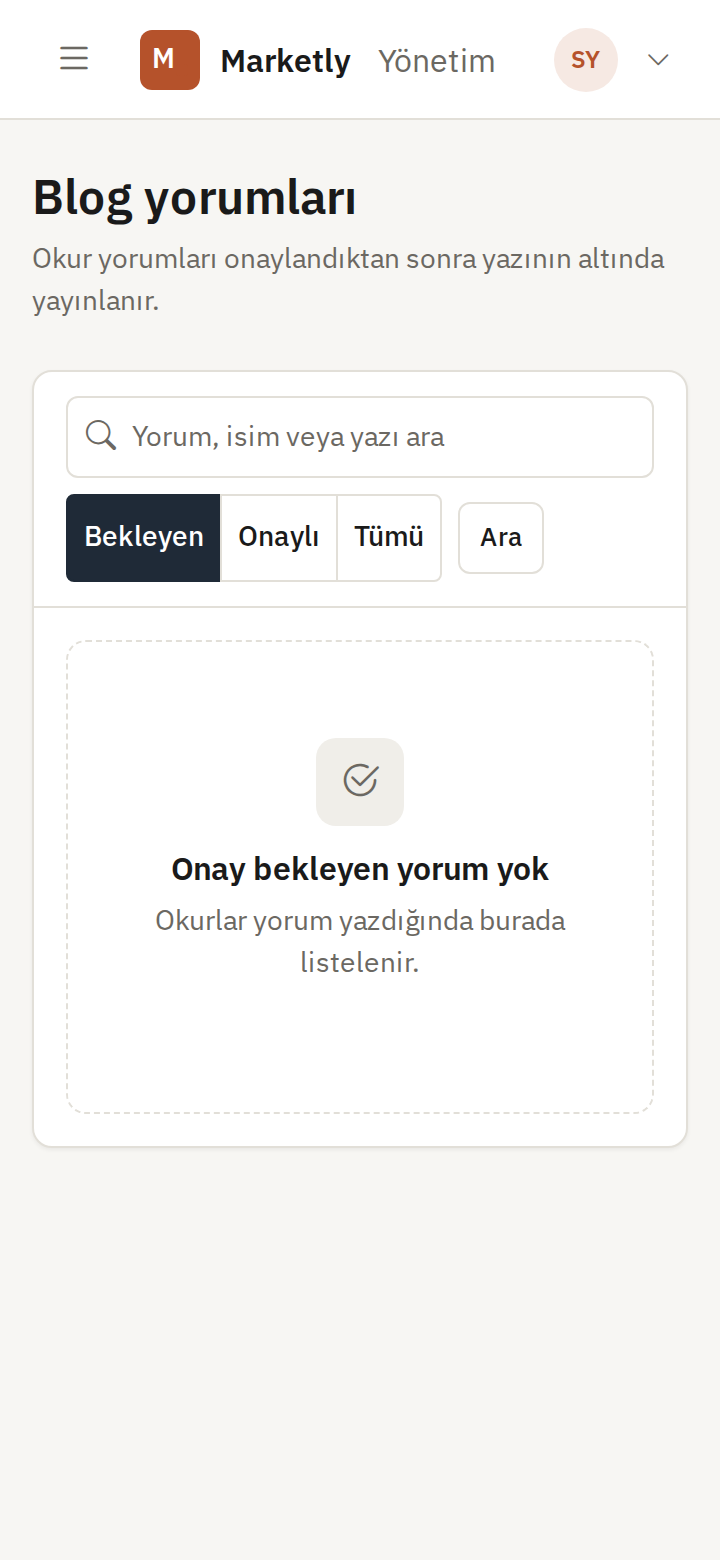 M Marketly Yönetim SY
Blog yorumları
Okur yorumları onaylandıktan sonra yazının altında
yayınlanır.
Yorum, isim veya yazı ara
Bekleyen Onaylı Tümü Ara
Onay bekleyen yorum yok
Okurlar yorum yazdığında burada
listelenir.